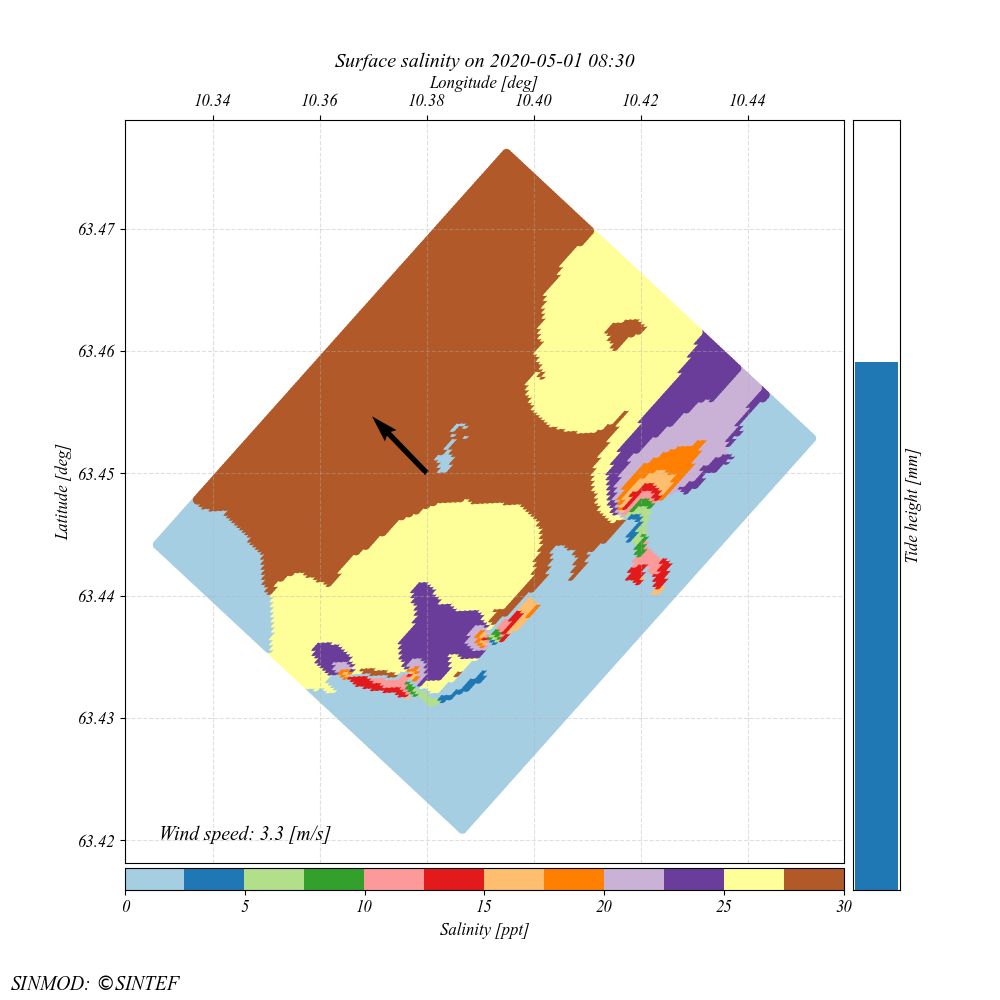 Surface salinity on 2020-05-01 08:30
Longitude [deg]
10.34 10.36 10.38 10.40 10.42 10.44
63.47
63.46
63.45
63.44
63.43
63.42
Latitude [deg]
Tide height [mm]
Wind speed: 3.3 [m/s]
0 5 10 15 20 25 30
Salinity [ppt]
SINMOD: ©SINTEF